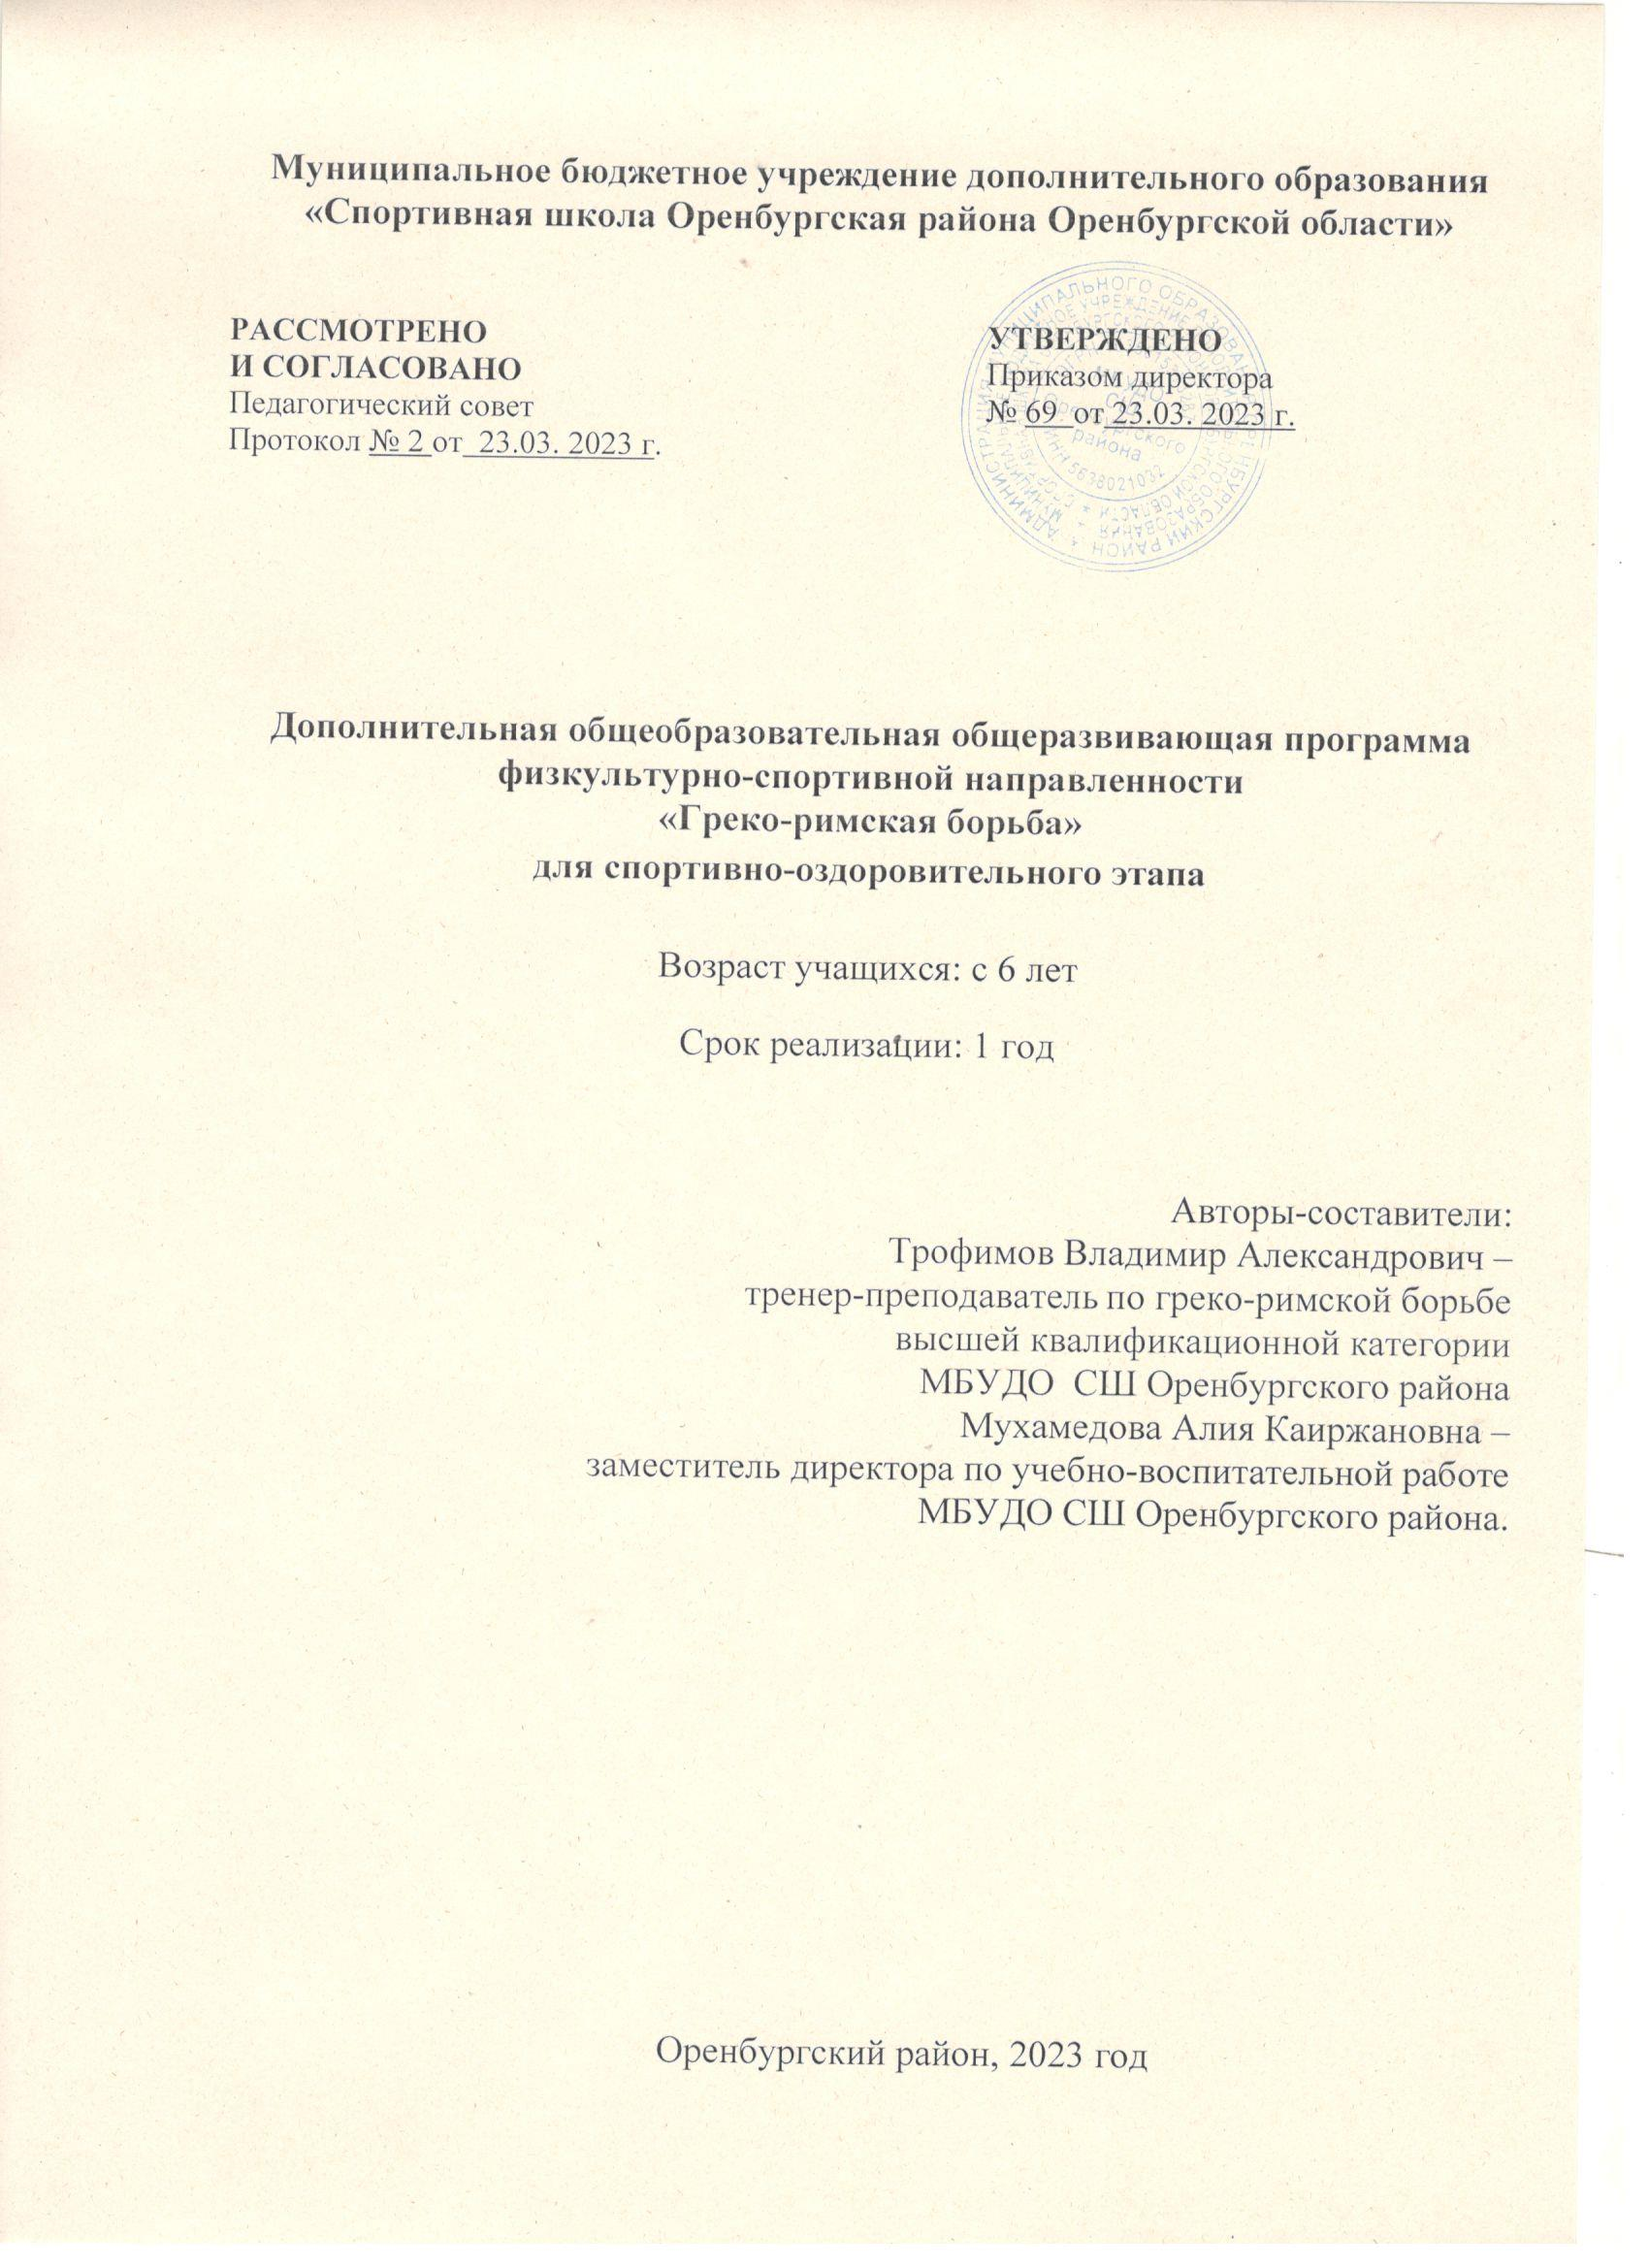 Муниципальное бюджетное учреждение дополнительного образования
«Спортивная школа Оренбургская района Оренбургской области»
РАССМОТРЕНО
И СОГЛАСОВАНО
Педагогический совет
Протокол № 2 от 23.03. 2023 г.
УТВЕРЖДЕНО
Приказом директора
№ 69 от 23.03. 2023 г.
района
ИНН 5638021032
Дополнительная общеобразовательная общеразвивающая программа
физкультурно-спортивной направленности
«Греко-римская борьба»
для спортивно-оздоровительного этапа
Возраст учащихся: с 6 лет
Срок реализации: 1 год
Авторы-составители:
Трофимов Владимир Александрович –
тренер-преподаватель по греко-римской борьбе
высшей квалификационной категории
МБУДО СШ Оренбургского района
Мухамедова Алия Каиржановна –
заместитель директора по учебно-воспитательной работе
МБУДО СШ Оренбургского района.
Оренбургский район, 2023 год